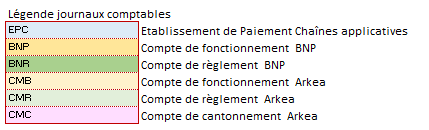 Légende journaux comptables
EPC Etablissement de Paiement Chaînes applicatives
BNP Compte de fonctionnement BNP
BNR Compte de règlement BNP
CMB Compte de fonctionnement Arkea
CMR Compte de règlement Arkea
CMC Compte de cantonnement Arkea